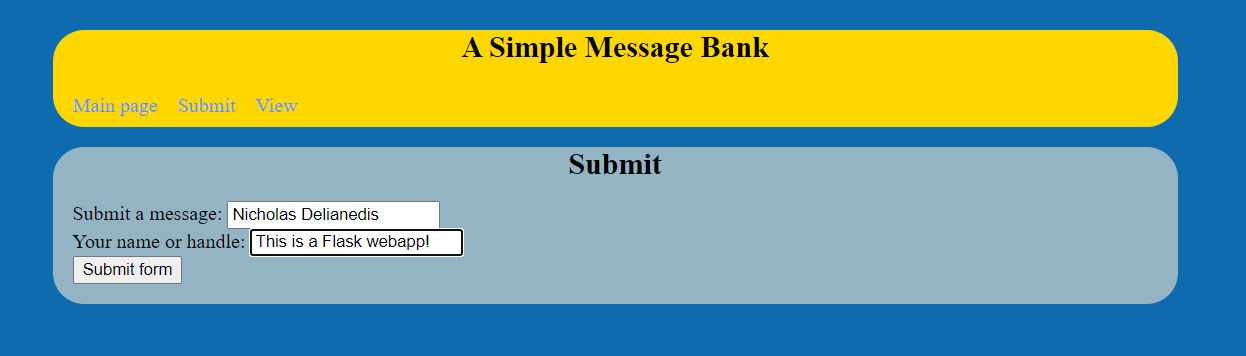 A Simple Message Bank
Main page Submit View
Submit
Submit a message: Nicholas Delianedis
Your name or handle: This is a Flask webapp!
Submit form